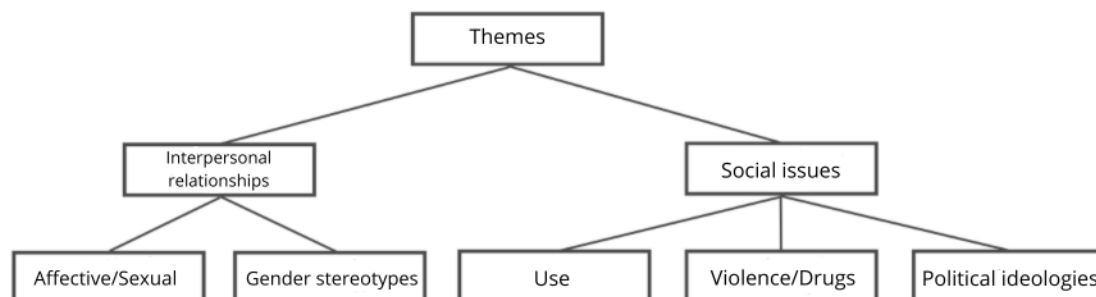 Themes
Interpersonal
relationships
Social issues
Affective/Sexual
Gender stereotypes
Use
Violence/Drugs
Political ideologies